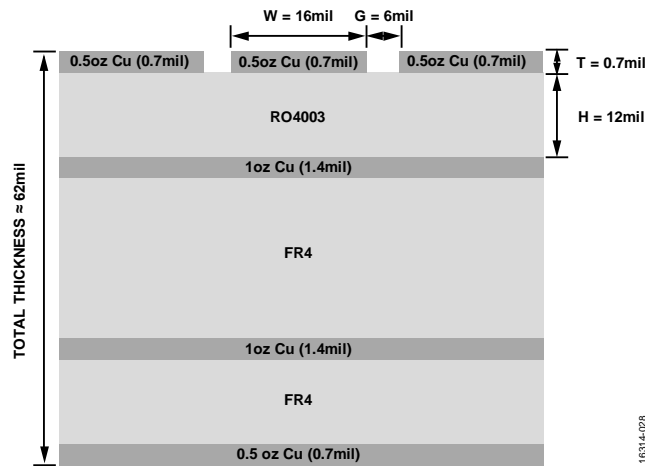 W = 16mil G = 6mil
0.5oz Cu (0.7mil) 0.5oz Cu (0.7mil) 0.5oz Cu (0.7mil)
T = 0.7mil
RO4003
H = 12mil
1oz Cu (1.4mil)
TOTAL THICKNESS ≈ 62mil
FR4
1oz Cu (1.4mil)
FR4
0.5 oz Cu (0.7mil)
16314-028